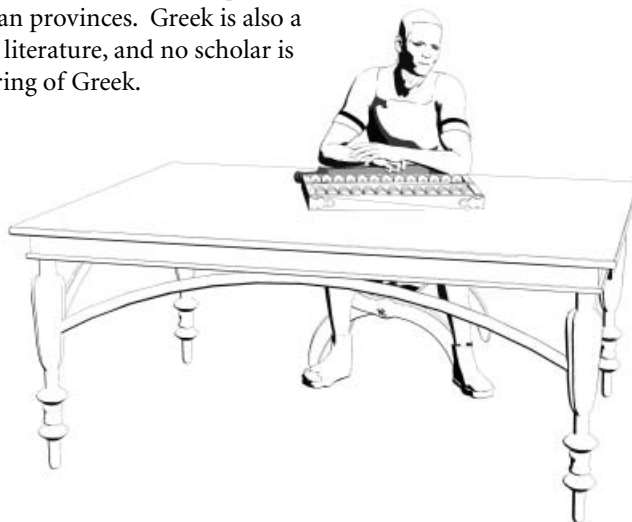 an provinces. Greek is also a
literature, and no scholar is
ring of Greek.